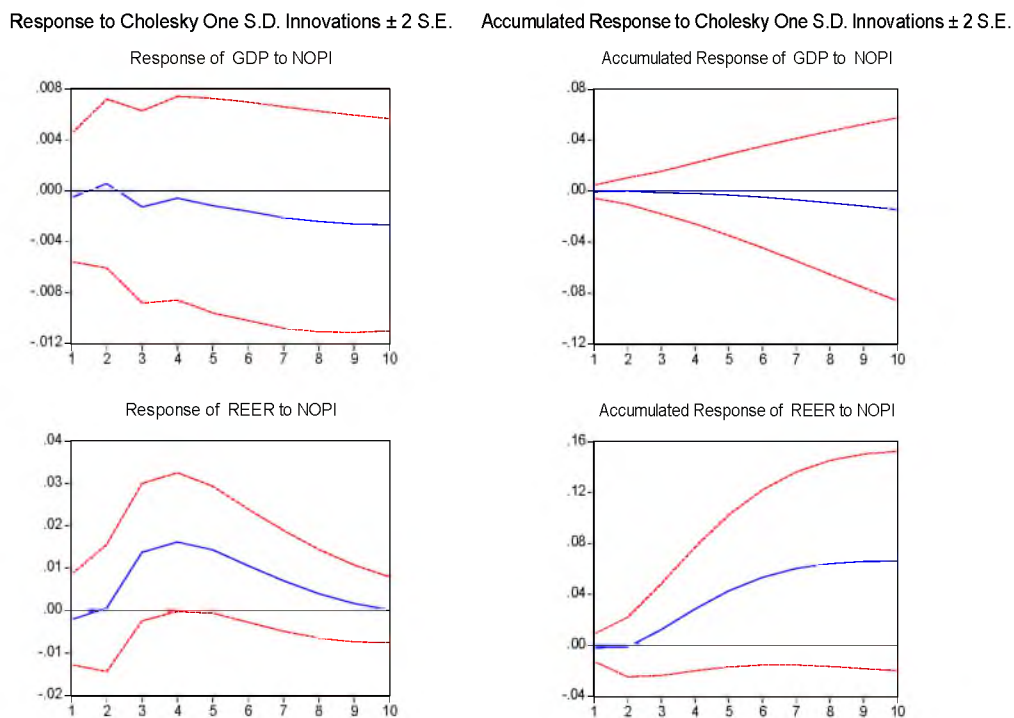 Response to Cholesky One S.D. Innovations ± 2 S.E.
Accumulated Response to Cholesky One S.D. Innovations ± 2 S.E.
Response of GDP to NOPI
.008
.004
.000
-.004
-.008
-.012
1 2 3 4 5 6 7 8 9 10
Accumulated Response of GDP to NOPI
.08
.04
.00
-.04
-.08
-.12
1 2 3 4 5 6 7 8 9 10
Response of REER to NOPI
.04
.03
.02
.01
.00
-.01
-.02
1 2 3 4 5 6 7 8 9 10
Accumulated Response of REER to NOPI
.16
.12
.08
.04
.00
-.04
1 2 3 4 5 6 7 8 9 10